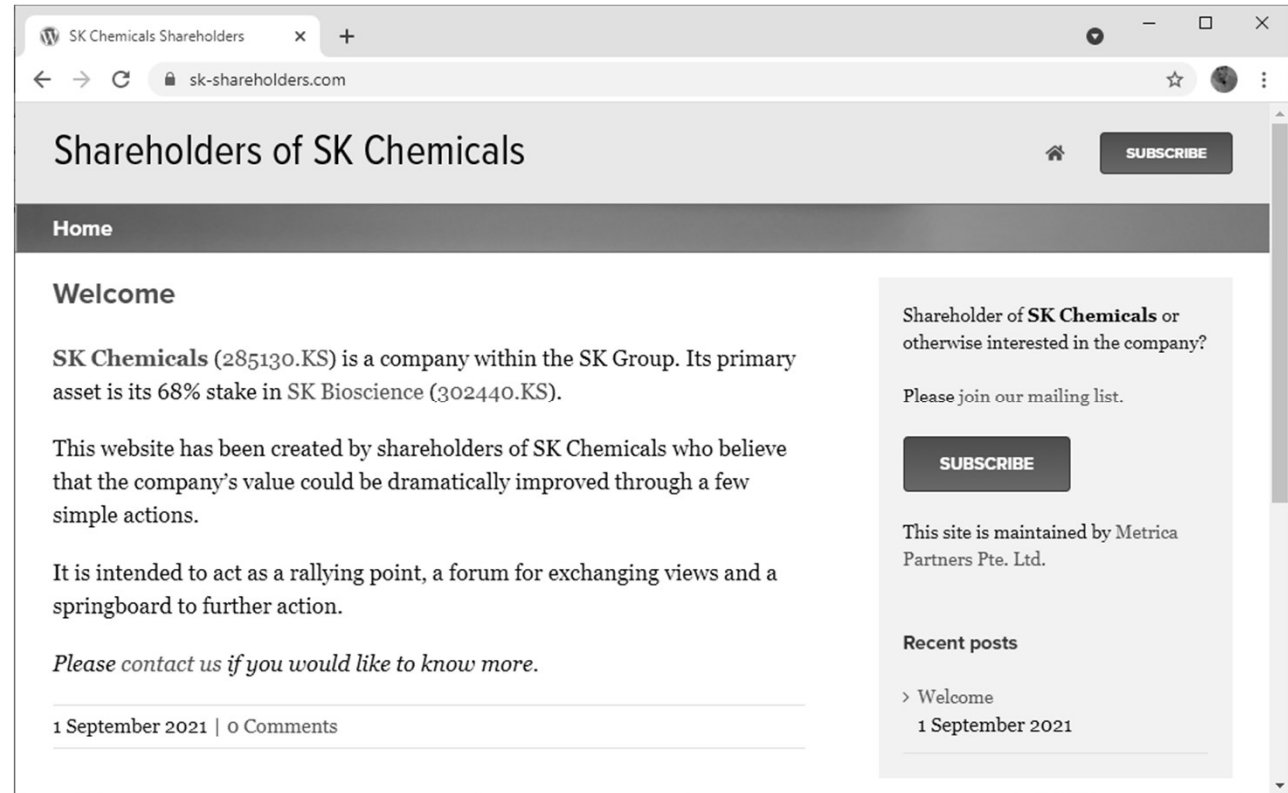 SK Chemicals Shareholders
sk-shareholders.com
Shareholders of SK Chemicals
SUBSCRIBE
Home
Welcome
SK Chemicals (285130.KS) is a company within the SK Group. Its primary
asset is its 68% stake in SK Bioscience (302440.KS).
This website has been created by shareholders of SK Chemicals who believe
that the company’s value could be dramatically improved through a few
simple actions.
It is intended to act as a rallying point, a forum for exchanging views and a
springboard to further action.
Please contact us if you would like to know more.
1 September 2021 | 0 Comments
Shareholder of SK Chemicals or
otherwise interested in the company?
Please join our mailing list.
SUBSCRIBE
This site is maintained by Metrica
Partners Pte. Ltd.
Recent posts
> Welcome
1 September 2021